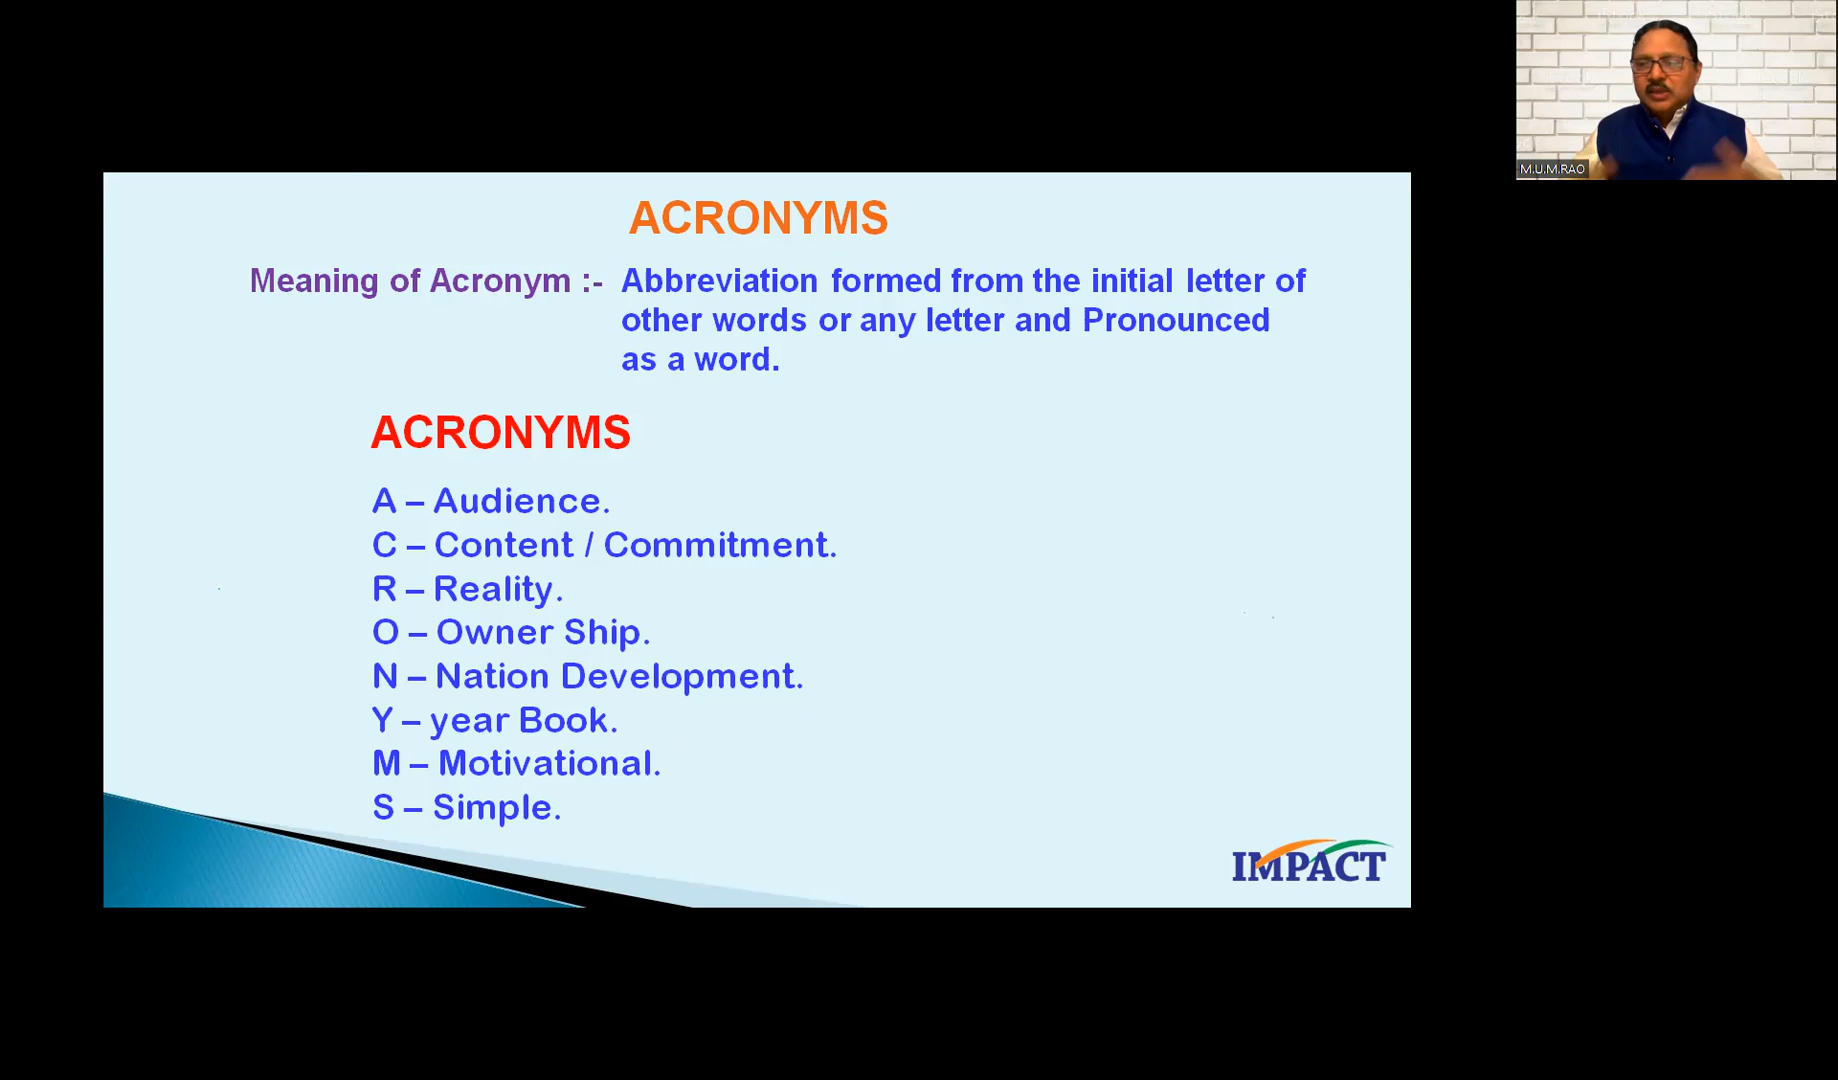 ACRONYMS
Meaning of Acronym :- Abbreviation formed from the initial letter of
other words or any letter and Pronounced
as a word.
ACRONYMS
A – Audience.
C – Content / Commitment.
R – Reality.
O – Owner Ship.
N – Nation Development.
Y – year Book.
M – Motivational.
S – Simple.
IMPACT
M.U.M.RAO